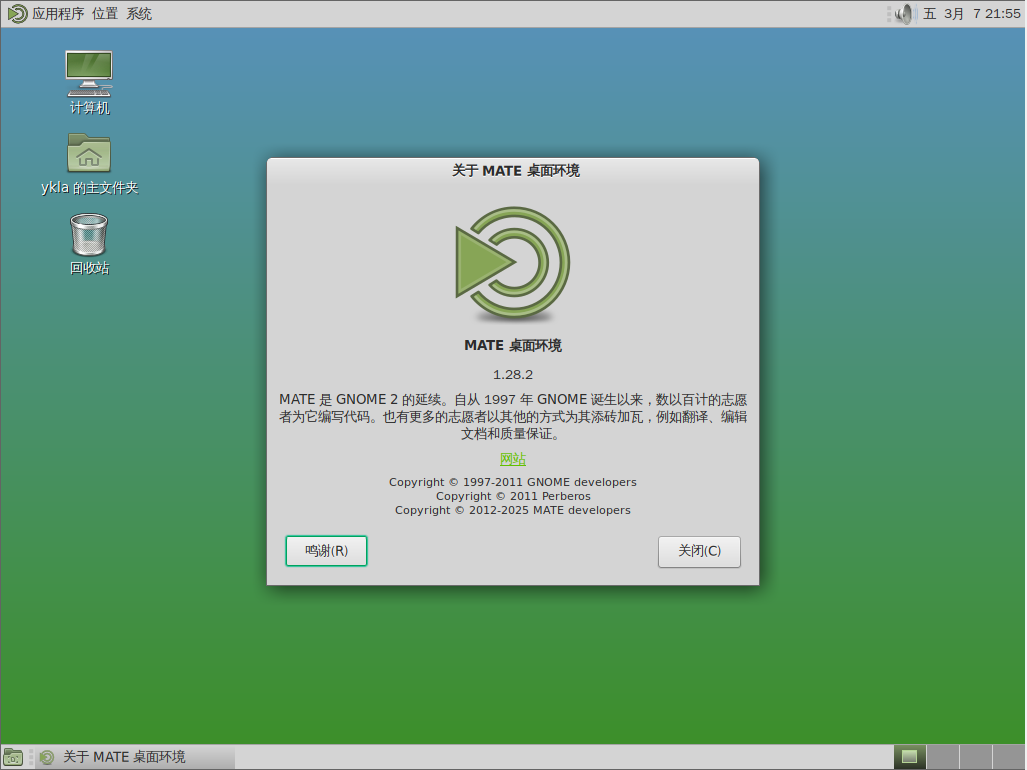 应用程序 位置 系统
五 3月 7 21:55
计算机
ykla 的主文件夹
回收站
关于 MATE 桌面环境
MATE 桌面环境
1.28.2
MATE 是 GNOME 2 的延续。自从 1997 年 GNOME 诞生以来，数以百计的志愿
者为它编写代码。也有更多的志愿者以其他的方式为其添砖加瓦，例如翻译、编辑
文档和质量保证。
网站
Copyright © 1997-2011 GNOME developers
Copyright © 2011 Perberos
Copyright © 2012-2025 MATE developers
鸣谢(R)
关闭(C)
关于 MATE 桌面环境